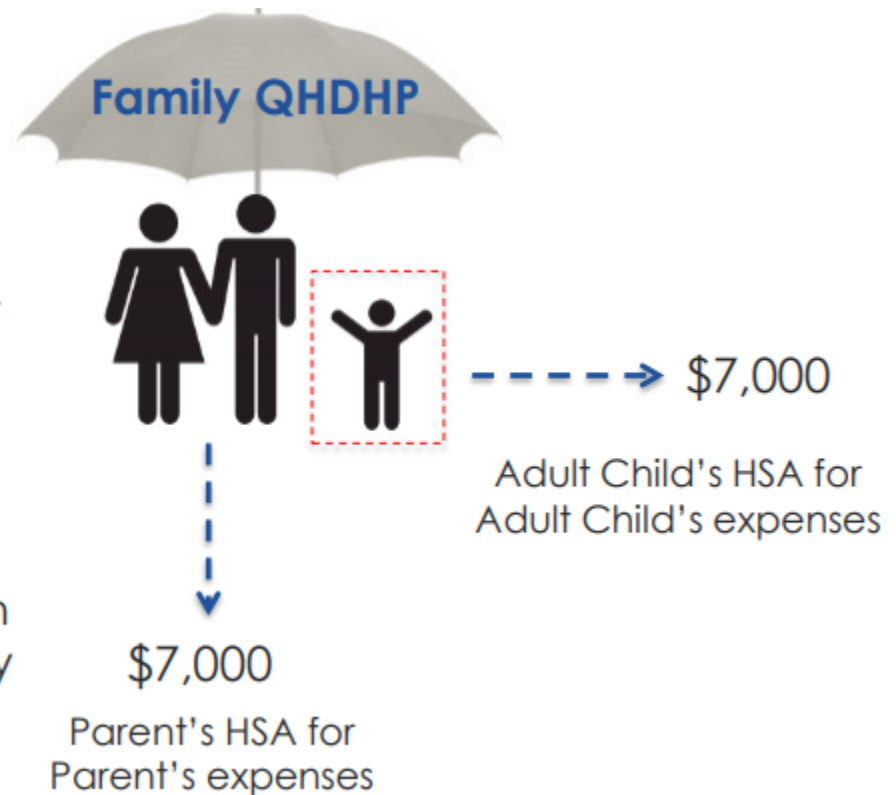 Family QHDHP
$7,000
Adult Child's HSA for
Adult Child's expenses
$7,000
Parent's HSA for
Parent's expenses